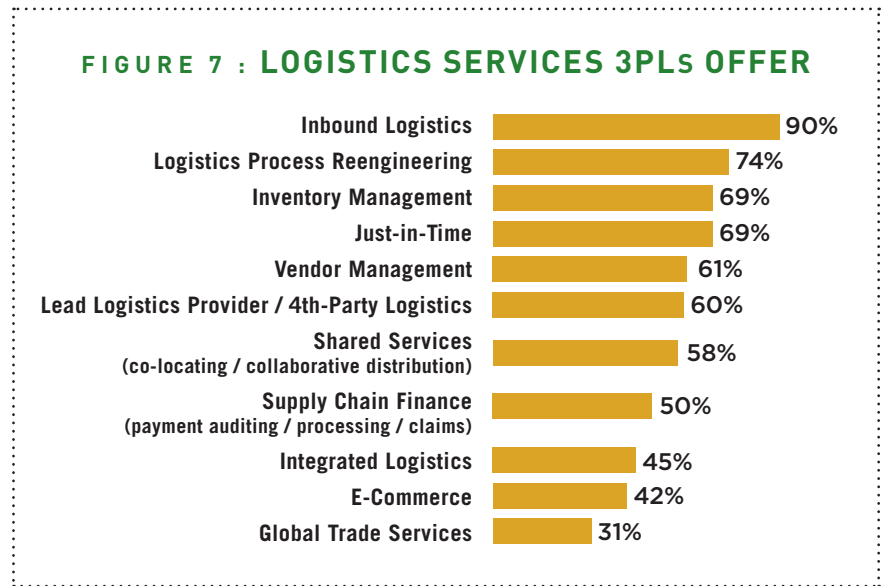 FIGURE 7 : LOGISTICS SERVICES 3PLs OFFER
Inbound Logistics 90%
Logistics Process Reengineering 74%
Inventory Management 69%
Just-in-Time 69%
Vendor Management 61%
Lead Logistics Provider / 4th-Party Logistics 60%
Shared Services
(co-locating / collaborative distribution) 58%
Supply Chain Finance
(payment auditing / processing / claims) 50%
Integrated Logistics 45%
E-Commerce 42%
Global Trade Services 31%